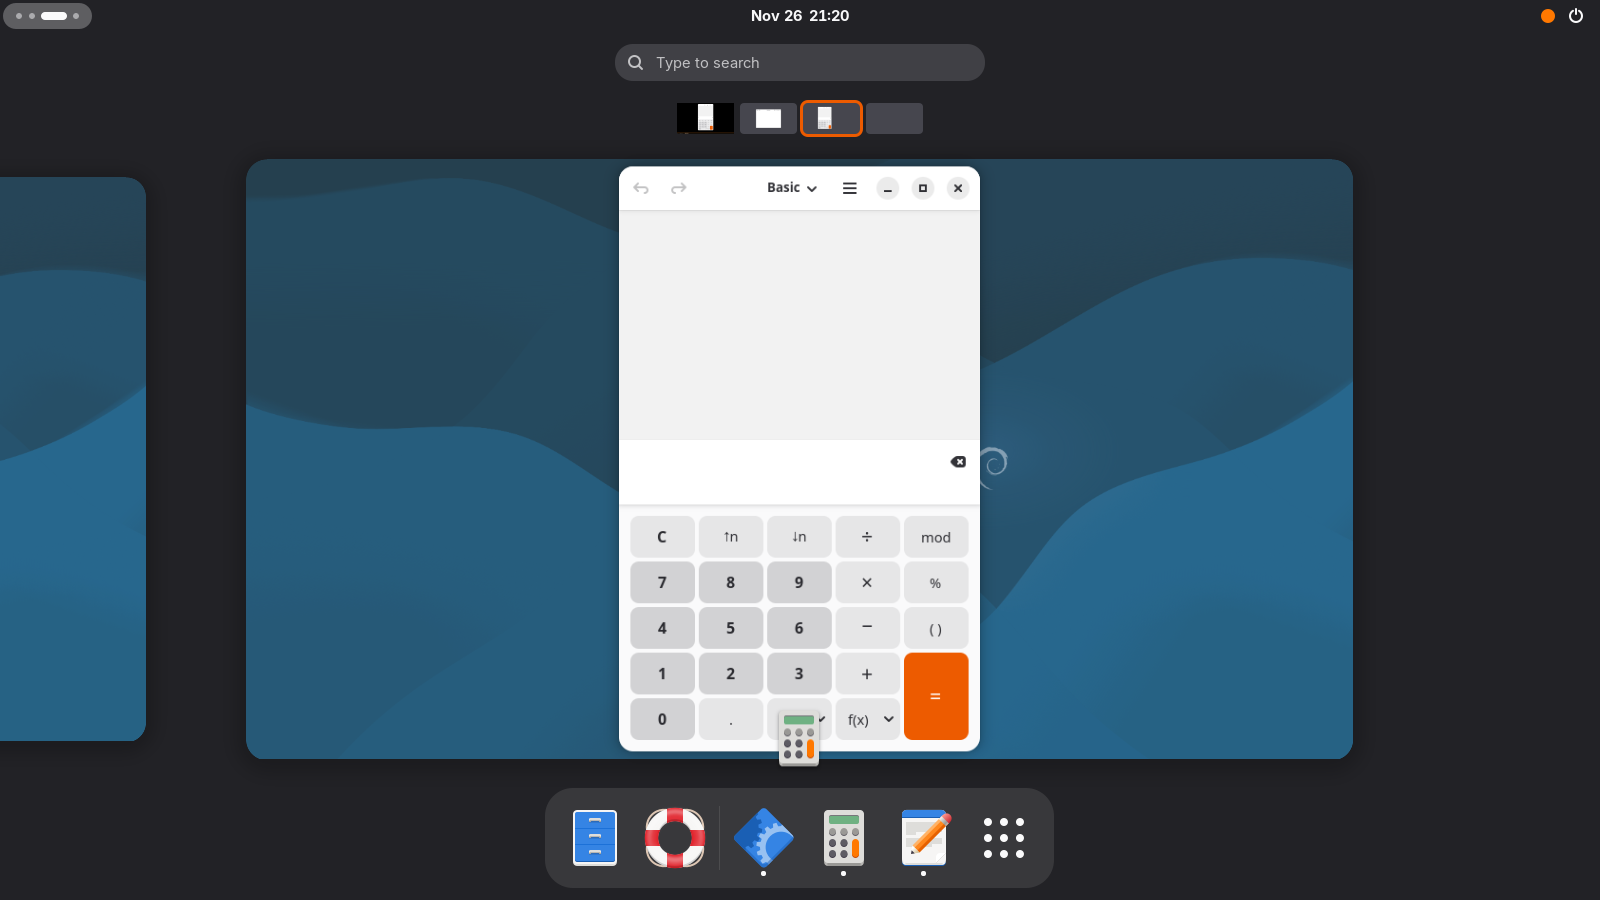 Nov 26 21:20
Type to search
Basic
C ↑n ↓n ÷ mod
7 8 9 × %
4 5 6 − ( )
1 2 3 +
=
0 . f(x)